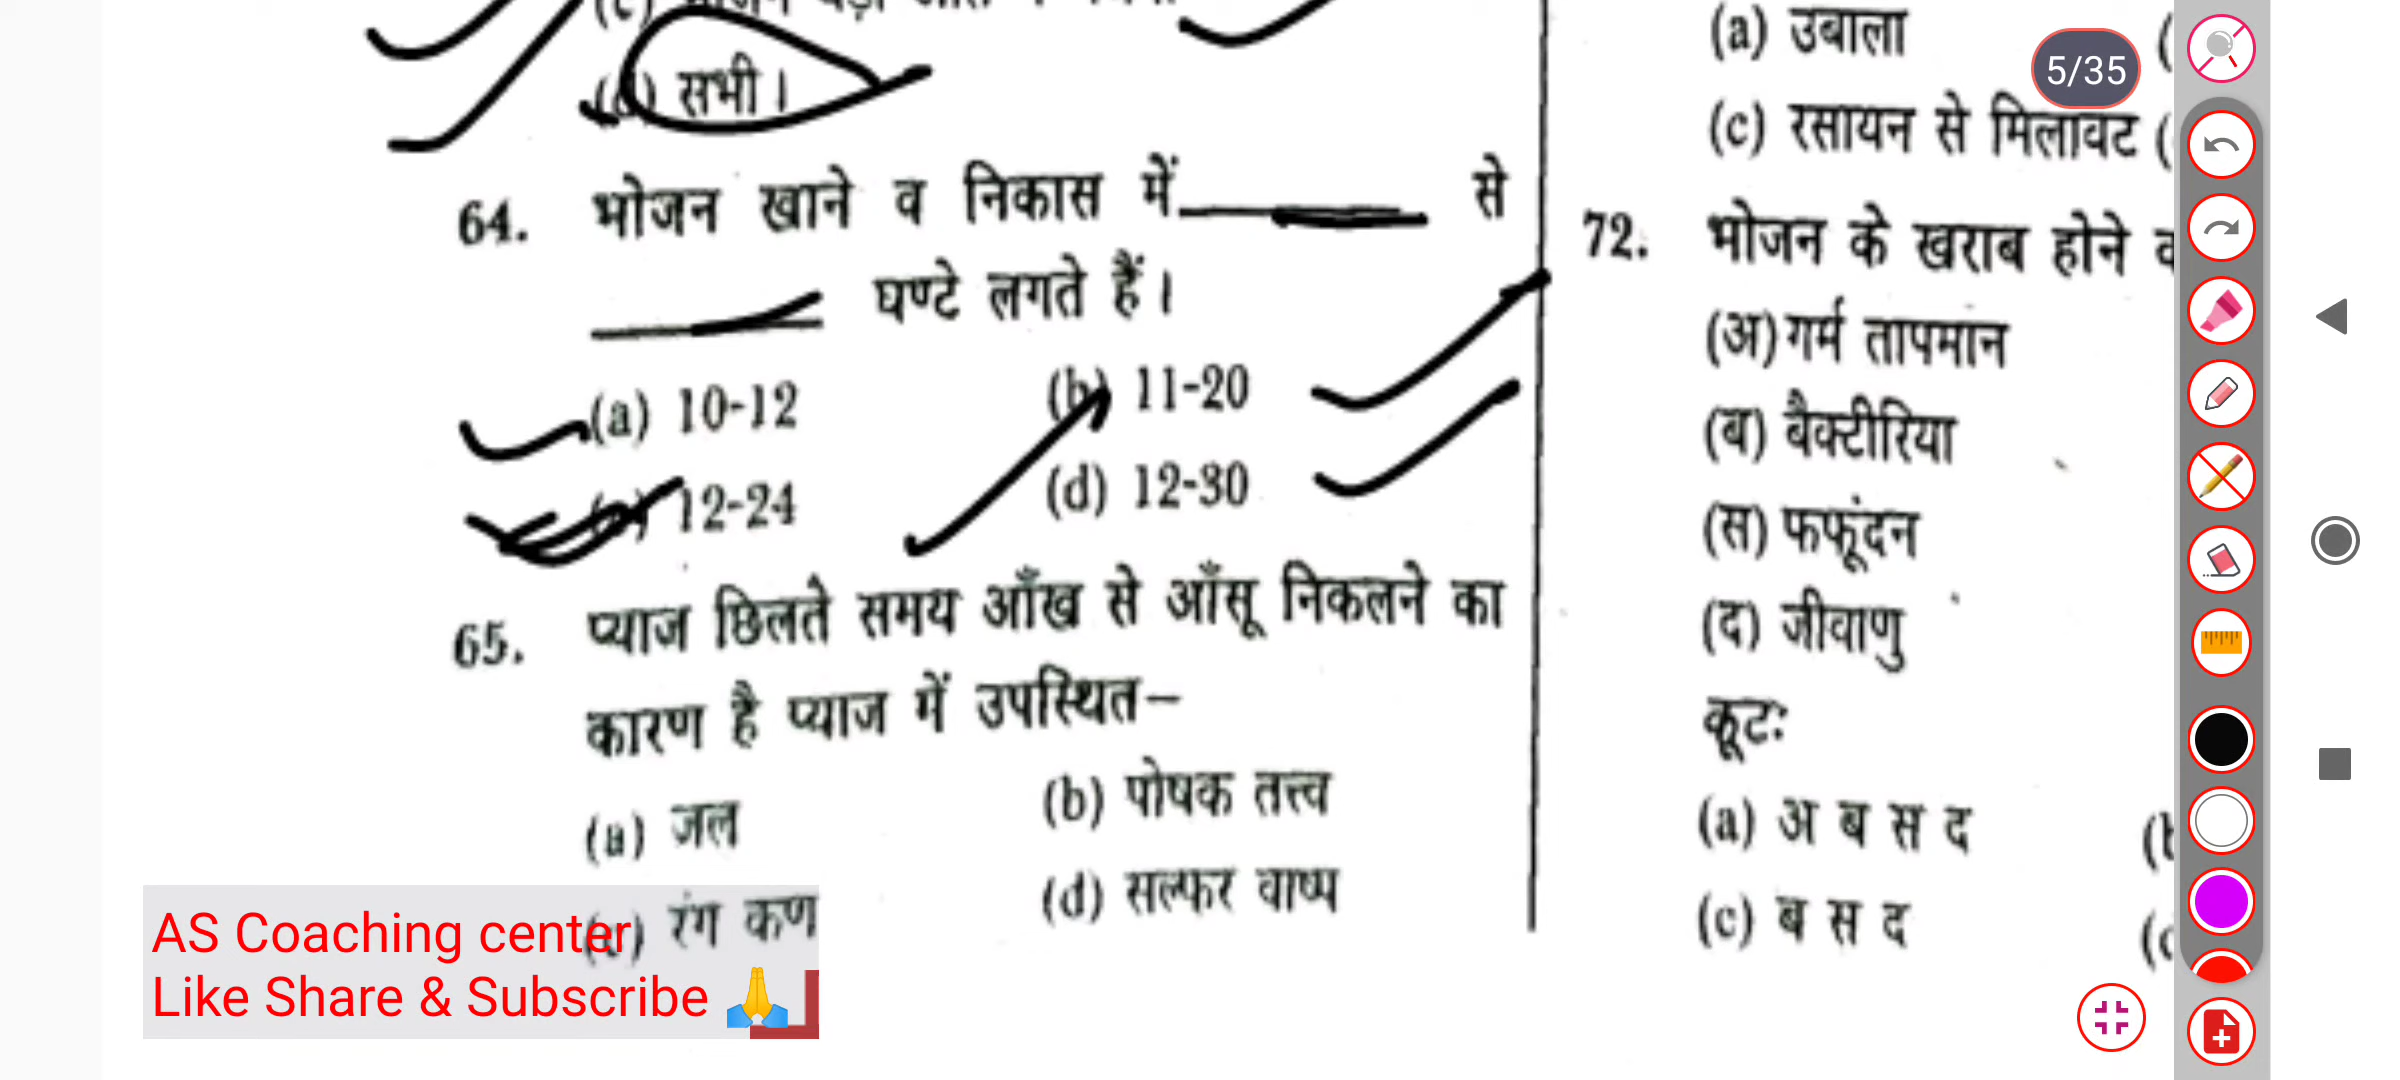 (d) सभी।
64. भोजन खाने व निकास में ______ से
______ घण्टे लगते हैं।
(a) 10-12 (b) 11-20
(c) 12-24 (d) 12-30
65. प्याज छिलते समय आँख से आँसू निकलने का
कारण है प्याज में उपस्थित–
(a) जल (b) पोषक तत्त्व
(c) रंग कण (d) सल्फर वाष्प
(a) उबाला
(c) रसायन से मिलावट
72. भोजन के खराब होने
(अ) गर्म तापमान
(ब) बैक्टीरिया
(स) फफूंदन
(द) जीवाणु
कूटः
(a) अ ब स द
(c) ब स द
5/35
AS Coaching center
Like Share & Subscribe 🙏